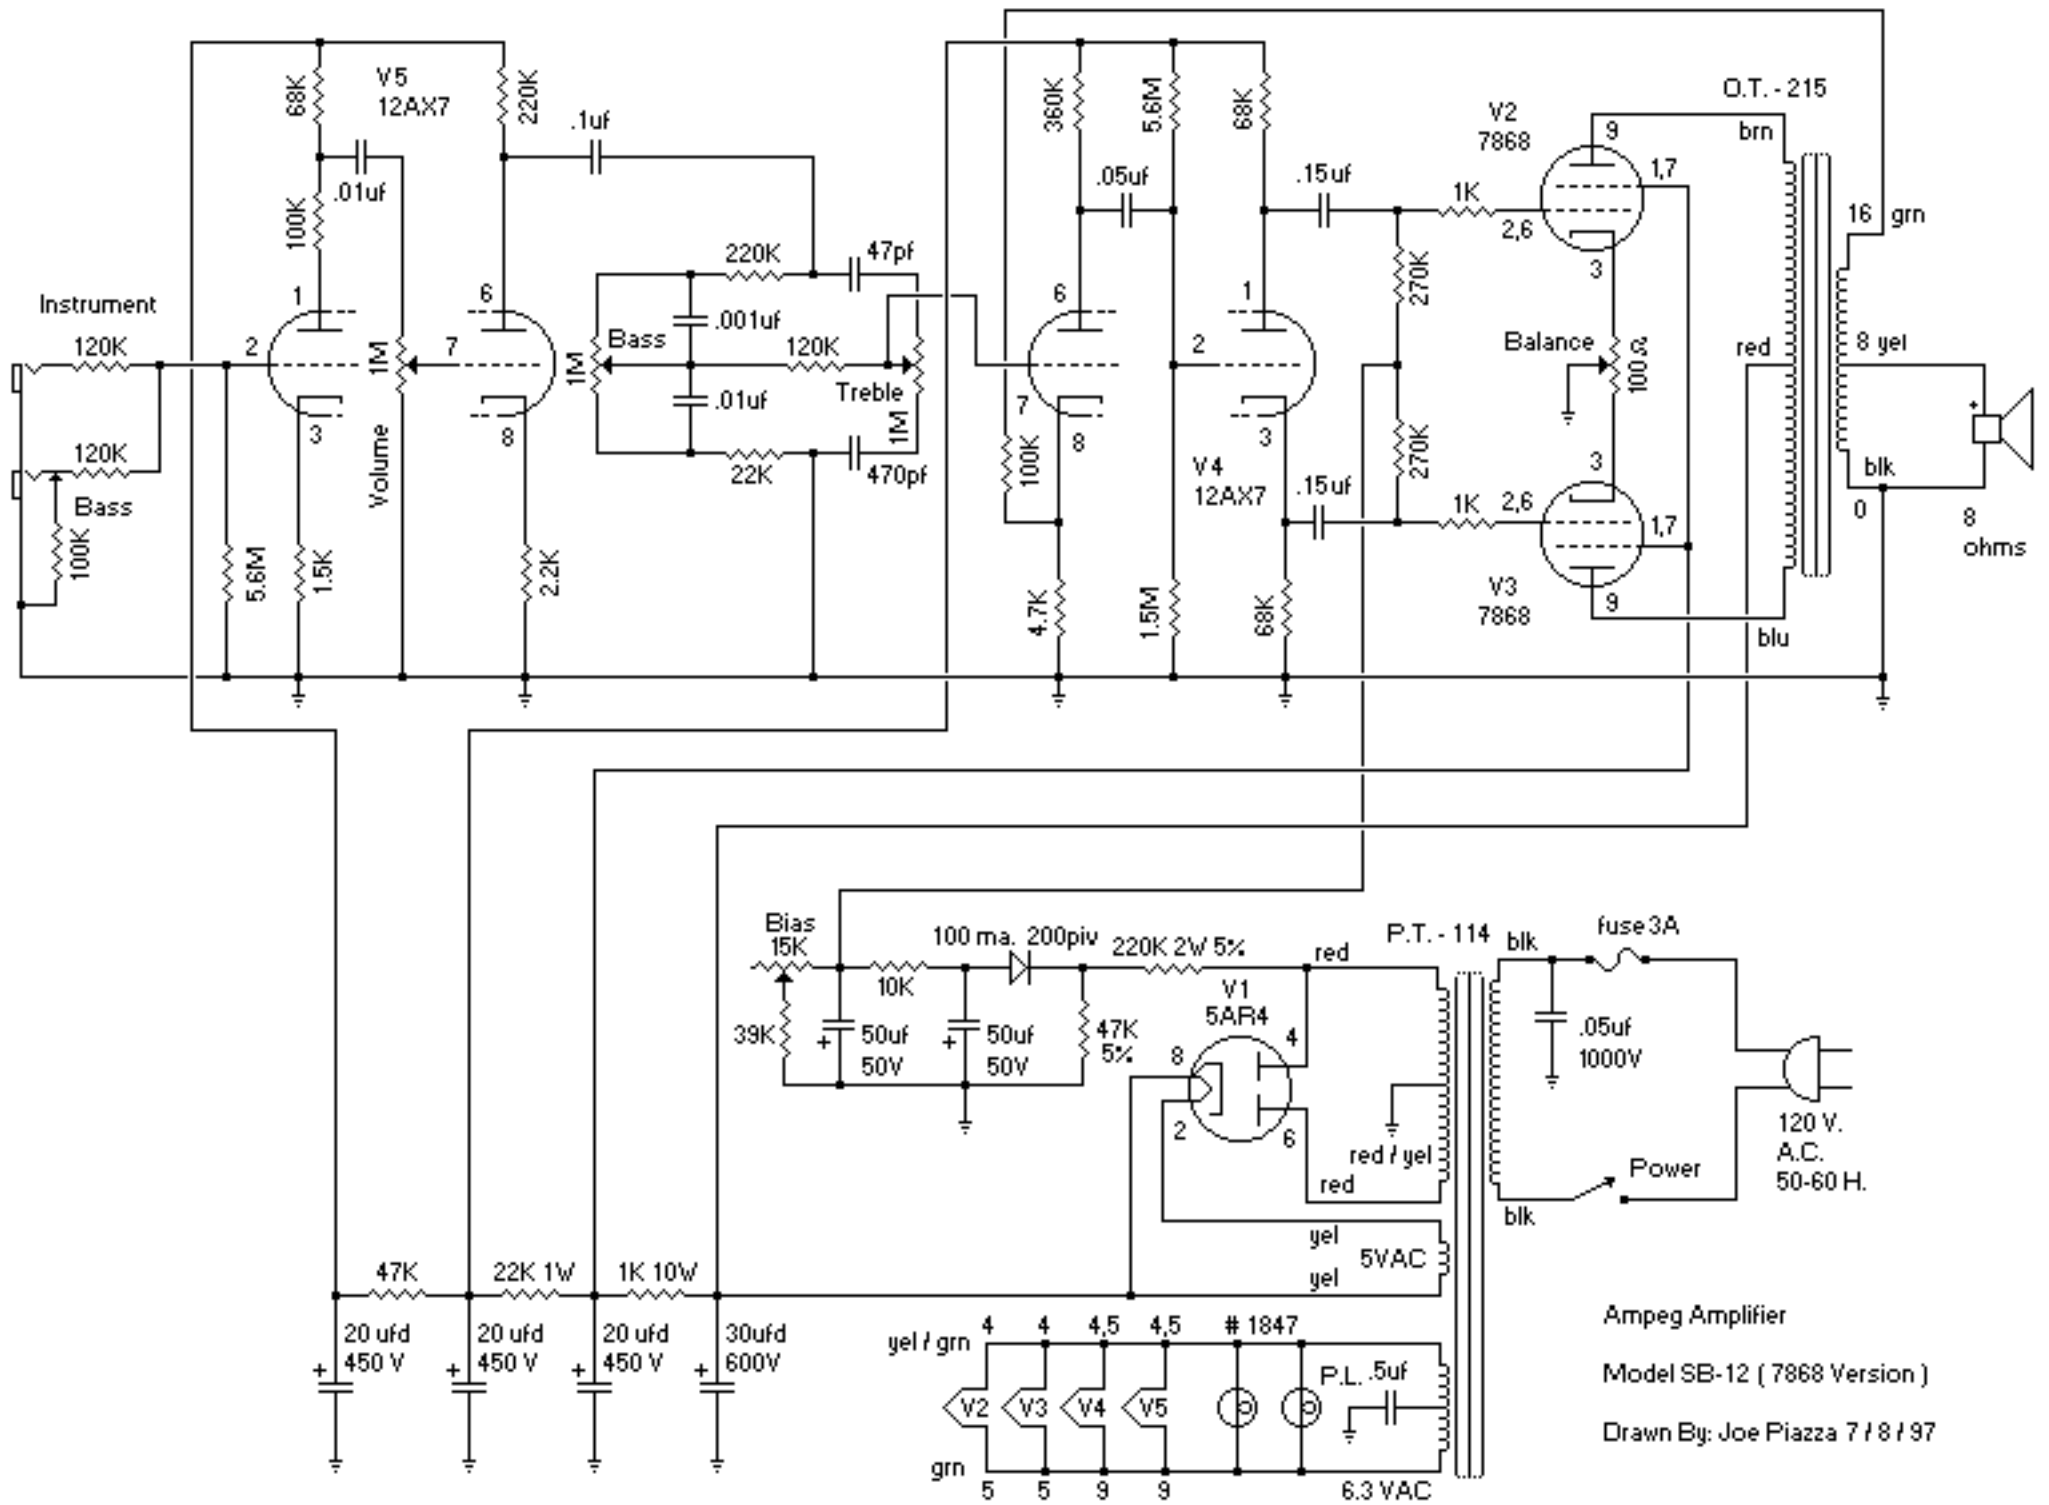 O.T. - 215
V5
12AX7
68K
220K
.1uf
.01uf
100K
360K
5.6M
68K
V2
7868
9
brn
1,7
.05uf
.15uf
1K
2,6
16
grn
3
270K
Instrument
120K
1
2
3
1M
Volume
6
7
8
220K
47pf
.001uf
Bass
1M
120K
.01uf
Treble
1M
22K
470pf
6
7
8
100K
1
2
3
V4
12AX7
.15uf
270K
Balance
100 Ω
red
8 yel
120K
Bass
100K
5.6M
1.5K
2.2K
4.7K
1.5M
68K
1K
2,6
3
1,7
V3
7868
9
blu
blk
0
8
ohms
Bias
15K
100 ma. 200piv
220K 2W 5%
red
P.T. - 114
blk
fuse 3A
10K
V1
5AR4
39K
+
50uf
50V
+
50uf
50V
47K
5%
8
4
2
6
.05uf
1000V
120 V.
A.C.
50-60 H.
red / yel
red
Power
blk
yel
5VAC
yel
47K
22K 1W
1K 10W
20 ufd
450 V
+
20 ufd
450 V
+
20 ufd
450 V
+
30ufd
600V
+
yel / grn
4
4
4,5
4,5
# 1847
P.L.
.5uf
V2
V3
V4
V5
grn
5
5
9
9
6.3 VAC
Ampeg Amplifier
Model SB-12 ( 7868 Version )
Drawn By: Joe Piazza 7 / 8 / 97